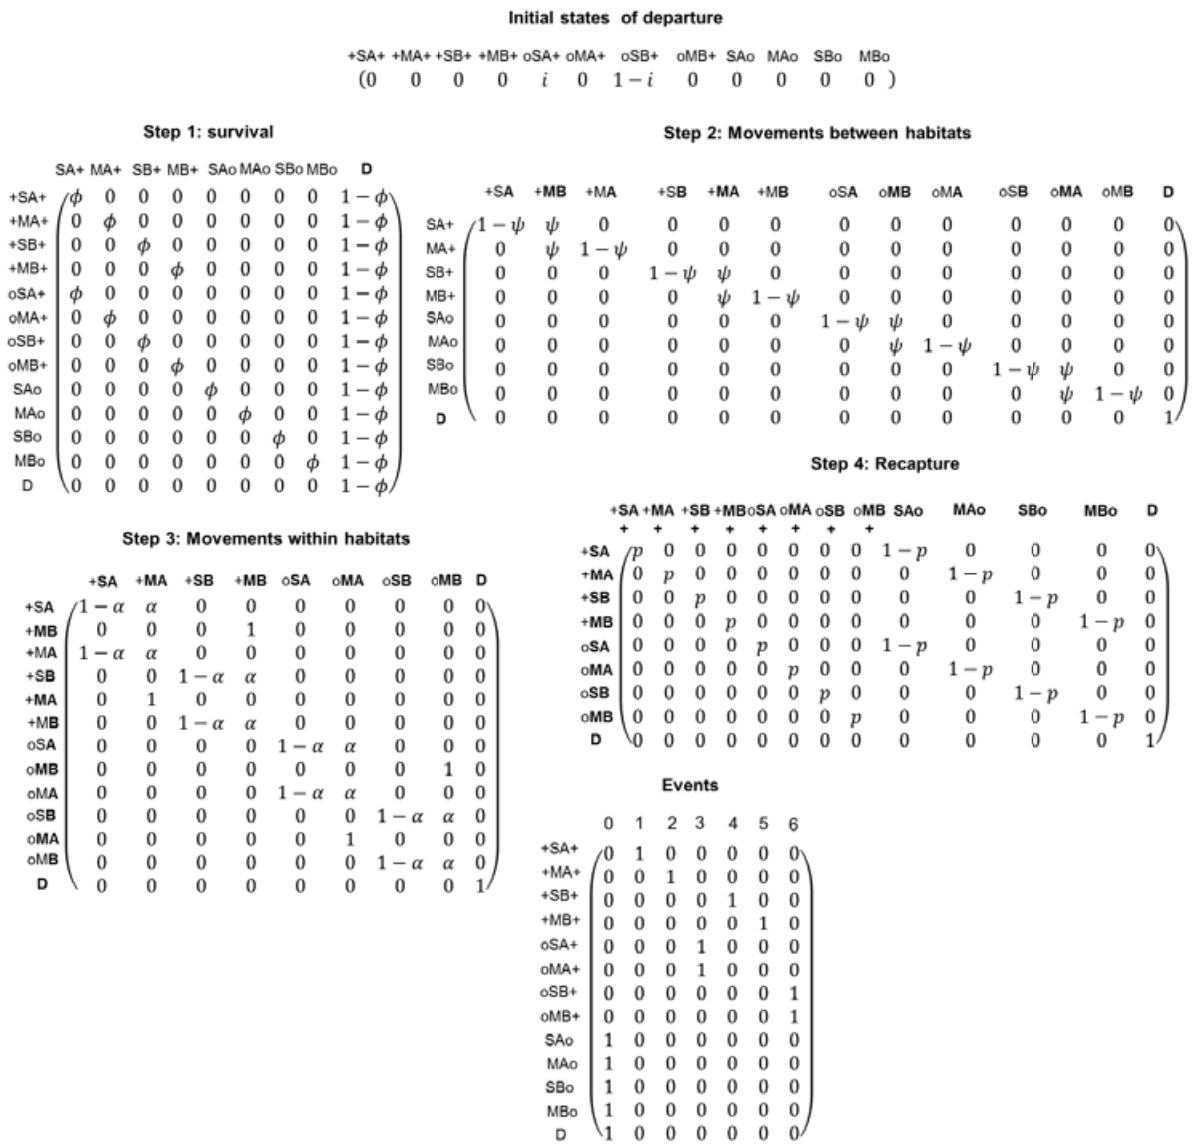 Initial states of departure
+SA+ +MA+ +SB+ +MB+ oSA+ oMA+ oSB+ oMB+ SAo MAo SBo MBo
(0 0 0 0 i 0 1 − i 0 0 0 0 0 )
Step 1: survival
SA+ MA+ SB+ MB+ SAo MAo SBo MBo D
+SA+ ϕ 0 0 0 0 0 0 0 1 − ϕ
+MA+ 0 ϕ 0 0 0 0 0 0 1 − ϕ
+SB+ 0 0 ϕ 0 0 0 0 0 1 − ϕ
+MB+ 0 0 0 ϕ 0 0 0 0 1 − ϕ
oSA+ ϕ 0 0 0 0 0 0 0 1 − ϕ
oMA+ 0 ϕ 0 0 0 0 0 0 1 − ϕ
oSB+ 0 0 ϕ 0 0 0 0 0 1 − ϕ
oMB+ 0 0 0 ϕ 0 0 0 0 1 − ϕ
SAo 0 0 0 0 ϕ 0 0 0 1 − ϕ
MAo 0 0 0 0 0 ϕ 0 0 1 − ϕ
SBo 0 0 0 0 0 0 ϕ 0 1 − ϕ
MBo 0 0 0 0 0 0 0 ϕ 1 − ϕ
D 0 0 0 0 0 0 0 0 1 − ϕ
Step 2: Movements between habitats
+SA +MB +MA +SB +MA +MB oSA oMB oMA oSB oMA oMB D
SA+ 1 − ψ ψ 0 0 0 0 0 0 0 0 0 0 0
MA+ 0 ψ 1 − ψ 0 0 0 0 0 0 0 0 0 0
SB+ 0 0 0 1 − ψ ψ 0 0 0 0 0 0 0 0
MB+ 0 0 0 0 ψ 1 − ψ 0 0 0 0 0 0 0
SAo 0 0 0 0 0 0 1 − ψ ψ 0 0 0 0 0
MAo 0 0 0 0 0 0 0 ψ 1 − ψ 0 0 0 0
SBo 0 0 0 0 0 0 0 0 0 1 − ψ ψ 0 0
MBo 0 0 0 0 0 0 0 0 0 0 ψ 1 − ψ 0
D 0 0 0 0 0 0 0 0 0 0 0 0 1
Step 3: Movements within habitats
+SA +MA +SB +MB oSA oMA oSB oMB D
+SA 1 − α α 0 0 0 0 0 0 0
+MB 0 0 0 1 0 0 0 0 0
+MA 1 − α α 0 0 0 0 0 0 0
+SB 0 0 1 − α α 0 0 0 0 0
+MA 0 1 0 0 0 0 0 0 0
+MB 0 0 1 − α α 0 0 0 0 0
oSA 0 0 0 0 1 − α α 0 0 0
oMB 0 0 0 0 0 0 0 1 0
oMA 0 0 0 0 1 − α α 0 0 0
oSB 0 0 0 0 0 0 1 − α α 0
oMA 0 0 0 0 0 1 0 0 0
oMB 0 0 0 0 0 0 1 − α α 0
D 0 0 0 0 0 0 0 0 1
Step 4: Recapture
+SA +MA +SB +MB oSA oMA oSB oMB SAo MAo SBo MBo D
+ + + + + + + +
+SA p 0 0 0 0 0 0 0 1 − p 0 0 0 0
+MA 0 p 0 0 0 0 0 0 0 1 − p 0 0 0
+SB 0 0 p 0 0 0 0 0 0 0 1 − p 0 0
+MB 0 0 0 p 0 0 0 0 0 0 0 1 − p 0
oSA 0 0 0 0 p 0 0 0 1 − p 0 0 0 0
oMA 0 0 0 0 0 p 0 0 0 1 − p 0 0 0
oSB 0 0 0 0 0 0 p 0 0 0 1 − p 0 0
oMB 0 0 0 0 0 0 0 p 0 0 0 1 − p 0
D 0 0 0 0 0 0 0 0 0 0 0 0 1
Events
0 1 2 3 4 5 6
+SA+ 0 1 0 0 0 0 0
+MA+ 0 0 1 0 0 0 0
+SB+ 0 0 0 0 1 0 0
+MB+ 0 0 0 0 0 1 0
oSA+ 0 0 0 1 0 0 0
oMA+ 0 0 0 1 0 0 0
oSB+ 0 0 0 0 0 0 1
oMB+ 0 0 0 0 0 0 1
SAo 1 0 0 0 0 0 0
MAo 1 0 0 0 0 0 0
SBo 1 0 0 0 0 0 0
MBo 1 0 0 0 0 0 0
D 1 0 0 0 0 0 0